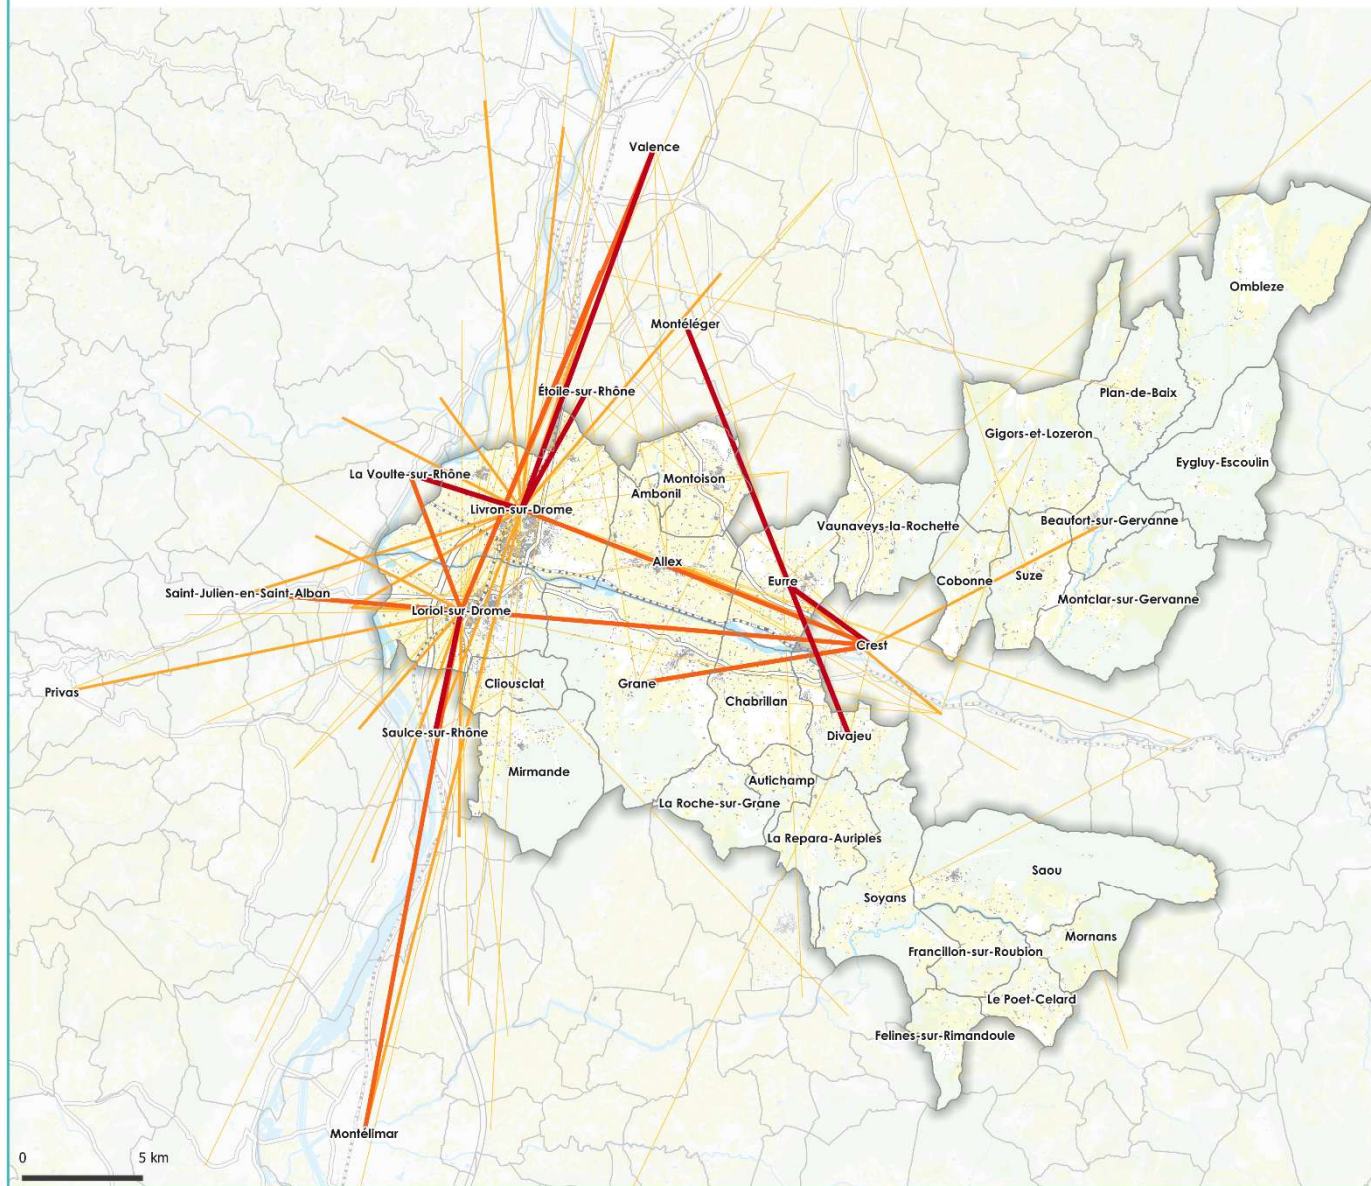 Valence
Ombleze
Montéléger
Étoile-sur-Rhône
Plan-de-Baix
Gigors-et-Lozeron
Eygluy-Escoulin
La Voulte-sur-Rhône
Montoison
Ambonil
Livron-sur-Drome
Vaunaveys-la-Rochette
Beaufort-sur-Gervanne
Allex
Eurre
Cobonne
Suze
Saint-Julien-en-Saint-Alban
Montclar-sur-Gervanne
Loriol-sur-Drome
Crest
Privas
Cliousclat
Grane
Chabrillan
Saulce-sur-Rhône
Divajeu
Mirmande
Autichamp
La Roche-sur-Grane
La Repara-Auriples
Saou
Soyans
Mornans
Francillon-sur-Roubion
Le Poet-Celard
Felines-sur-Rimandoule
Montélimar
0 5 km